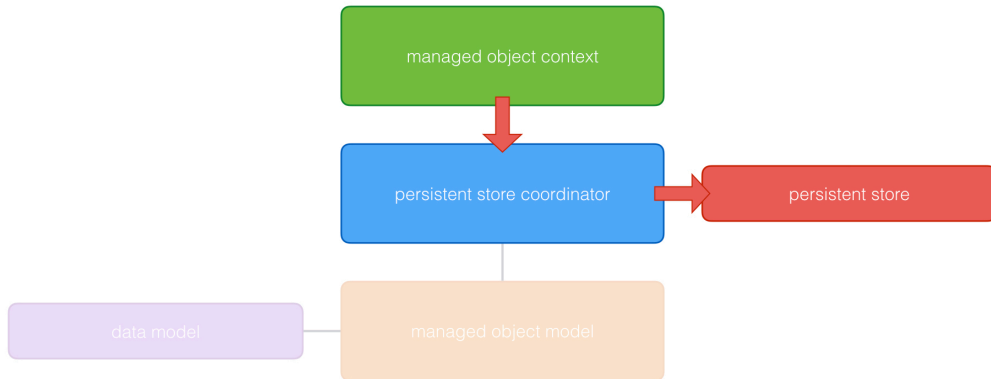 managed object context
persistent store coordinator
persistent store
data model
managed object model